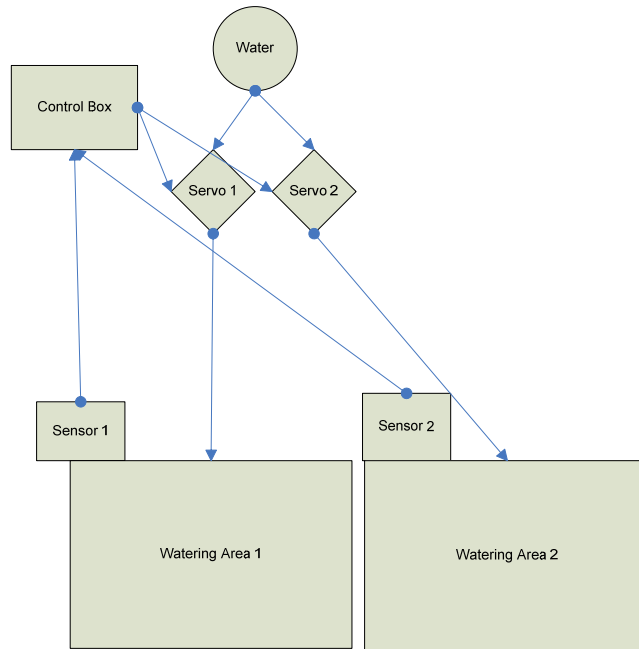 Water
Control Box
Servo 1
Servo 2
Sensor 1
Sensor 2
Watering Area 1
Watering Area 2